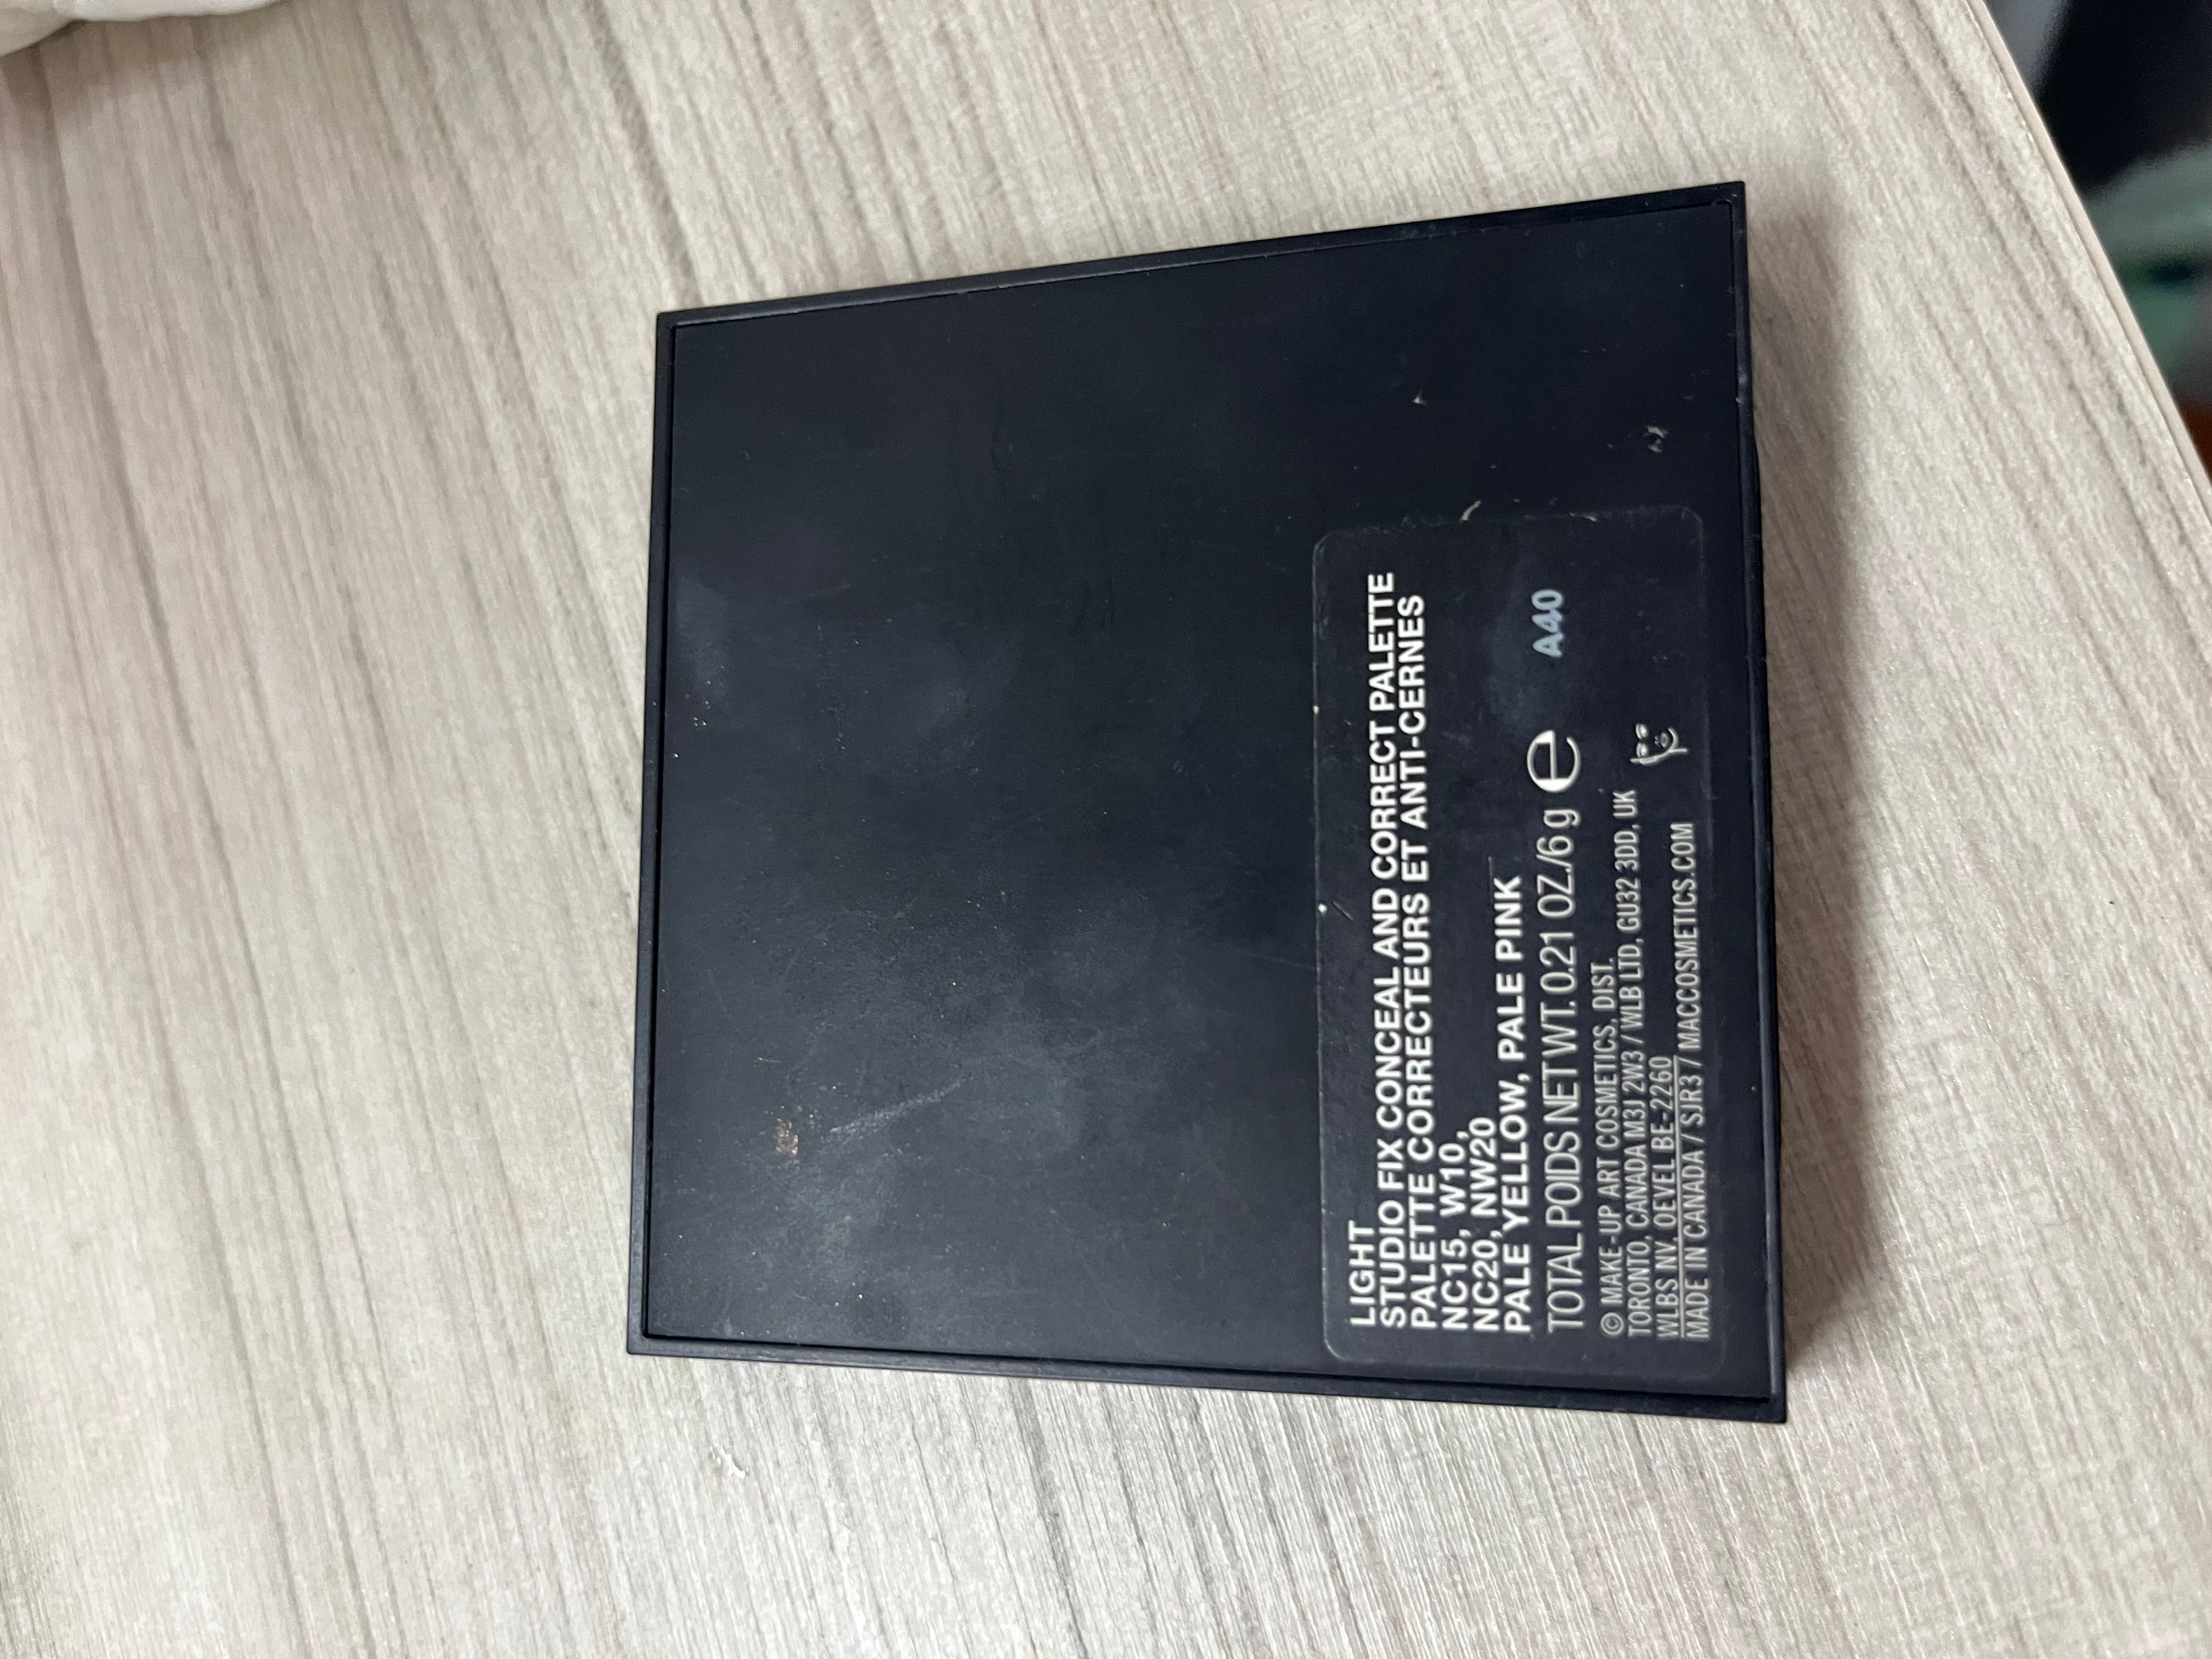 LIGHT
STUDIO FIX CONCEAL AND CORRECT PALETTE
PALETTE CORRECTEURS ET ANTI-CERNES
NC15, W10,
NC20, NW20
PALE YELLOW, PALE PINK
TOTAL POIDS NET WT. 0.21 OZ./6 g ℮ A40
© MAKE-UP ART COSMETICS, DIST.
TORONTO, CANADA M3J 2W3 / WLB LTD, GU32 3DD, UK
WLBS NV, OEVEL BE-2260
MADE IN CANADA / SJR3 / MACCOSMETICS.COM